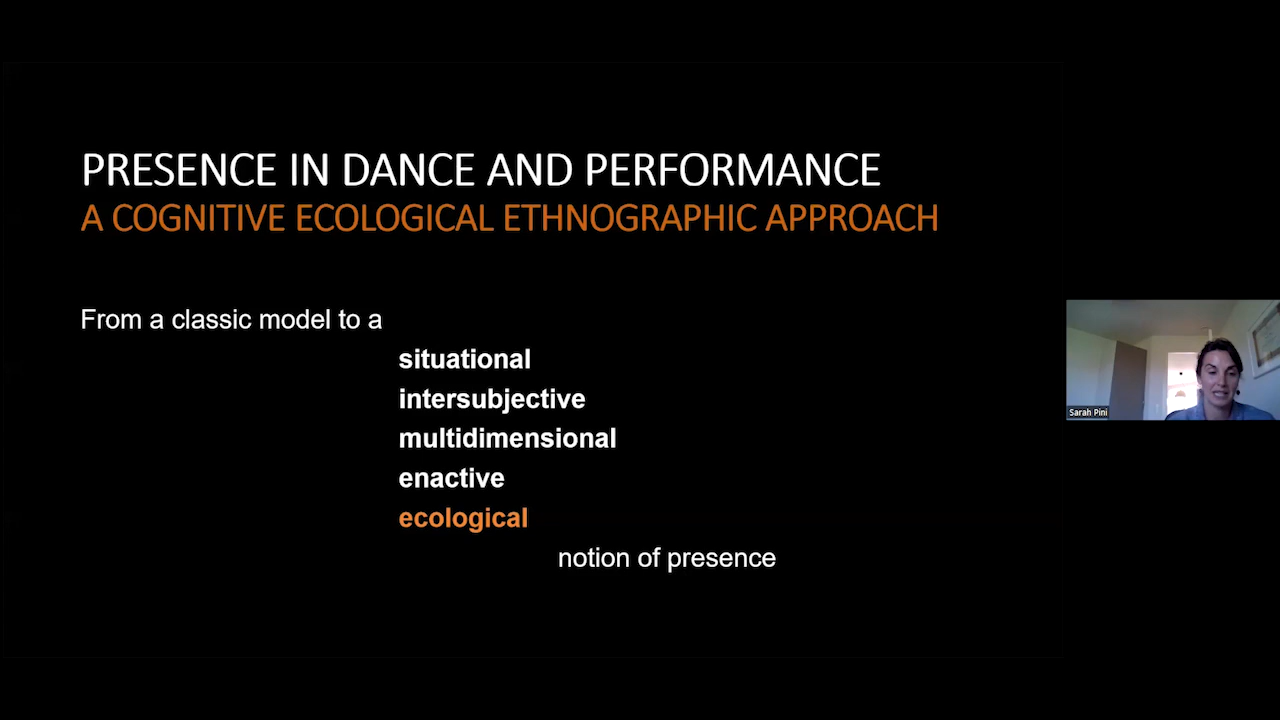 PRESENCE IN DANCE AND PERFORMANCE
A COGNITIVE ECOLOGICAL ETHNOGRAPHIC APPROACH
From a classic model to a
situational
intersubjective
multidimensional
enactive
ecological
notion of presence
Sarah Pini